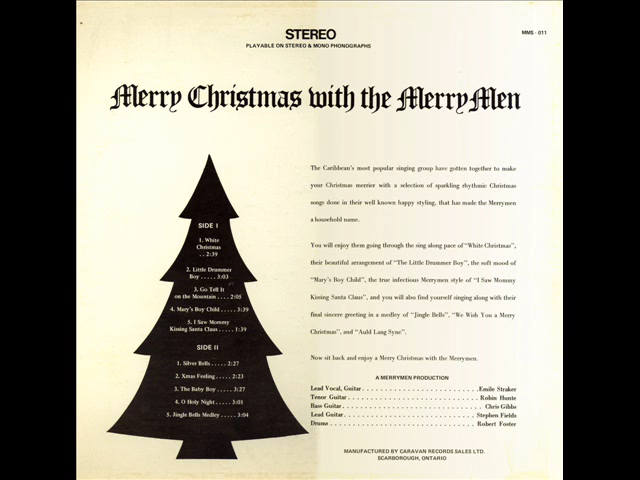 STEREO
PLAYABLE ON STEREO & MONO PHONOGRAPHS
MMS - 011
Merry Christmas with the MerryMen
SIDE I
1. White
Christmas
. . 2:39
2. Little Drummer
Boy . . . . . 3:03
3. Go Tell It
on the Mountain . . . . 2:05
4. Mary's Boy Child . . . . . 3:39
5. I Saw Mommy
Kissing Santa Claus . . . . . 1:39
SIDE II
1. Silver Bells . . . . . 2:27
2. Xmas Feeling . . . . . 2:23
3. The Baby Boy . . . . . 3:27
4. O Holy Night . . . . . 3:01
5. Jingle Bells Medley . . . . . 3:04
The Caribbean's most popular singing group have gotten together to make
your Christmas merrier with a selection of sparkling rhythmic Christmas
songs done in their well known happy styling, that has made the Merrymen
a household name.
You will enjoy them going through the sing along pace of "White Christmas",
their beautiful arrangement of "The Little Drummer Boy", the soft mood of
"Mary's Boy Child", the true infectious Merrymen style of "I Saw Mommy
Kissing Santa Claus", and you will also find yourself singing along with their
final sincere greeting in a medley of "Jingle Bells", "We Wish You a Merry
Christmas", and "Auld Lang Syne".
Now sit back and enjoy a Merry Christmas with the Merrymen.
A MERRYMEN PRODUCTION
Lead Vocal, Guitar . . . . . . . . . . . . . . . . . . . . . . . . Emile Straker
Tenor Guitar . . . . . . . . . . . . . . . . . . . . . . . . . . . Robin Hunte
Bass Guitar . . . . . . . . . . . . . . . . . . . . . . . . . . . . Chris Gibbs
Lead Guitar . . . . . . . . . . . . . . . . . . . . . . . . . . . Stephen Fields
Drums . . . . . . . . . . . . . . . . . . . . . . . . . . . . . . Robert Foster
MANUFACTURED BY CARAVAN RECORDS SALES LTD.
SCARBOROUGH, ONTARIO